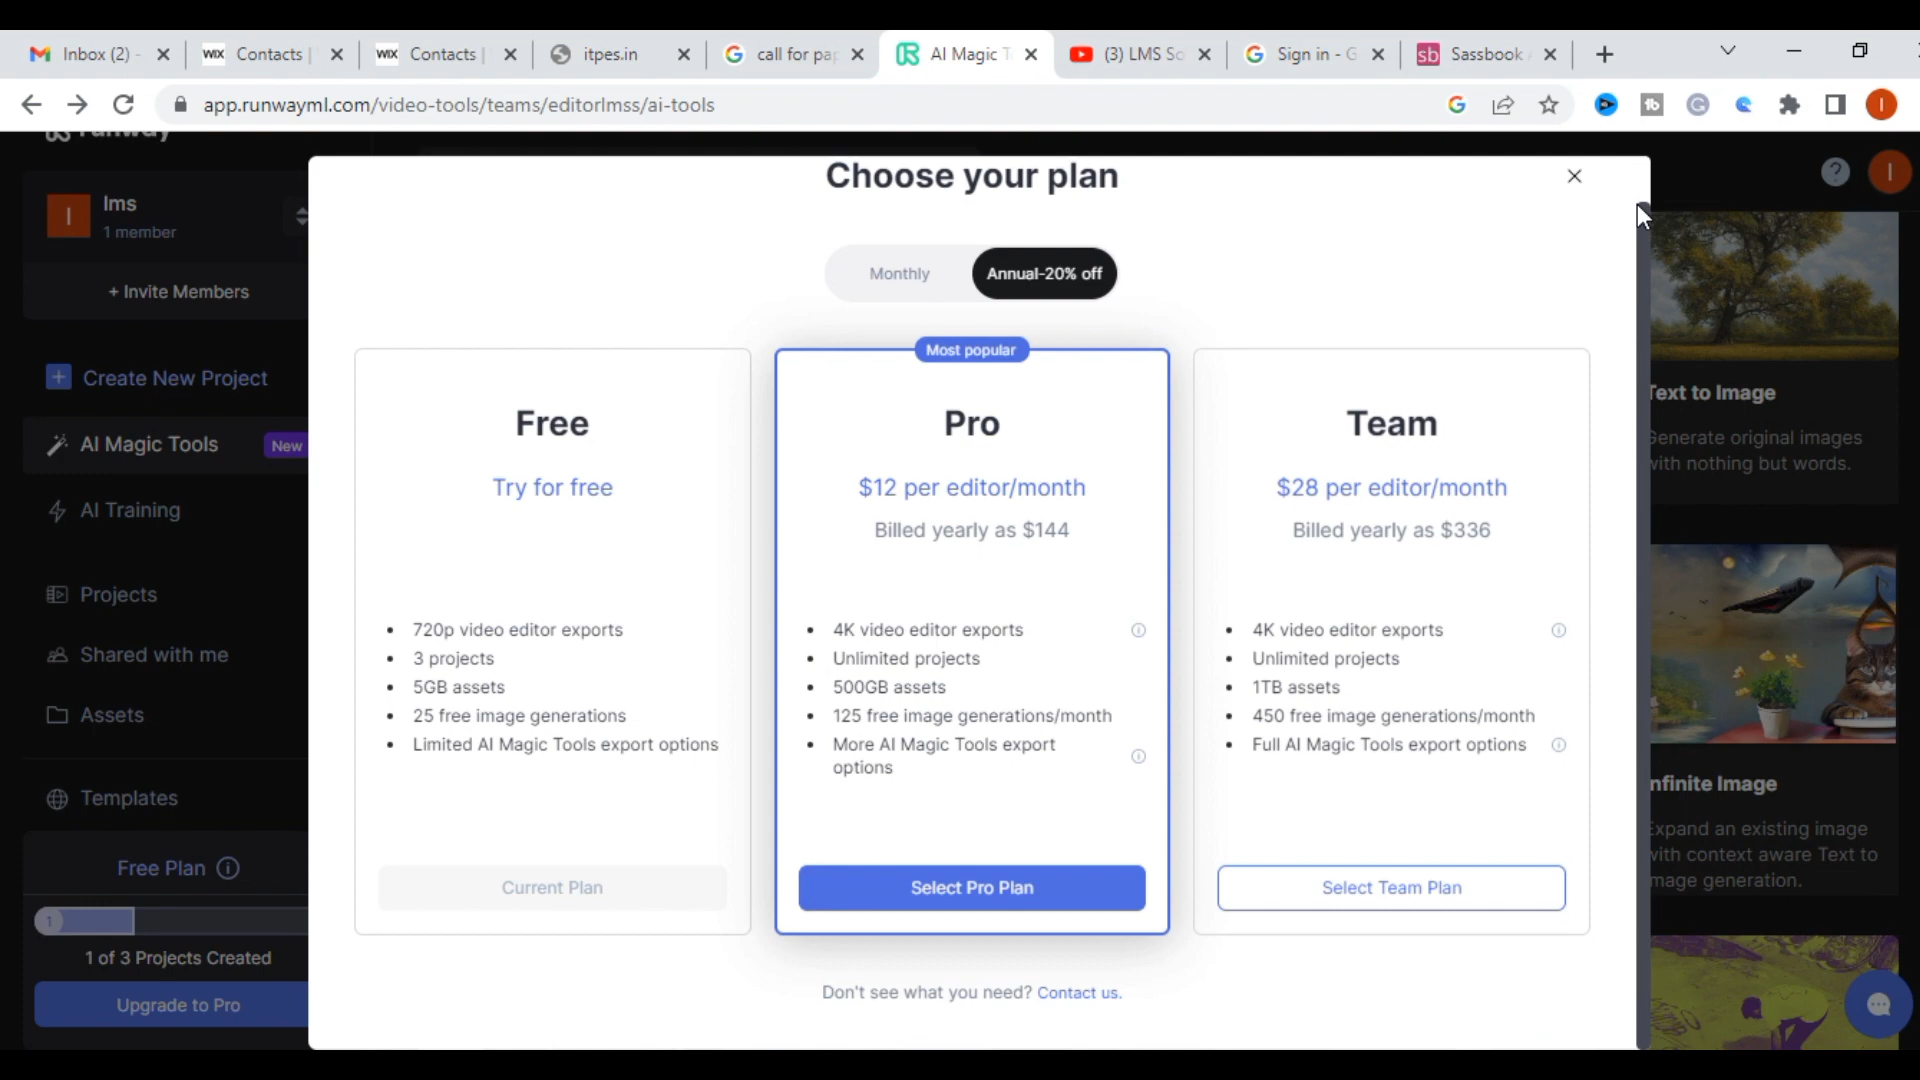 Inbox (2) -
WIX Contacts |
WIX Contacts |
itpes.in
call for pap
AI Magic T
(3) LMS So
Sign in - G
sb Sassbook
app.runwayml.com/video-tools/teams/editorlmss/ai-tools
runway
l
lms
1 member
+ Invite Members
Create New Project
AI Magic Tools New
AI Training
Projects
Shared with me
Assets
Templates
Free Plan
1
1 of 3 Projects Created
Upgrade to Pro
Choose your plan
Monthly
Annual-20% off
Free
Try for free
• 720p video editor exports
• 3 projects
• 5GB assets
• 25 free image generations
• Limited AI Magic Tools export options
Current Plan
Most popular
Pro
$12 per editor/month
Billed yearly as $144
• 4K video editor exports
• Unlimited projects
• 500GB assets
• 125 free image generations/month
• More AI Magic Tools export
options
Select Pro Plan
Team
$28 per editor/month
Billed yearly as $336
• 4K video editor exports
• Unlimited projects
• 1TB assets
• 450 free image generations/month
• Full AI Magic Tools export options
Select Team Plan
Don't see what you need? Contact us.
Text to Image
Generate original images
with nothing but words.
nfinite Image
Expand an existing image
with context aware Text to
mage generation.